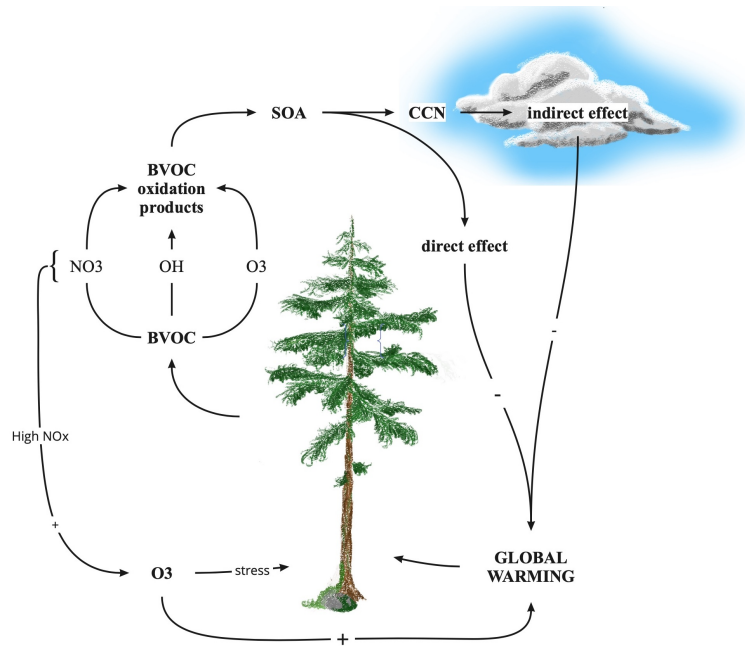 SOA
CCN
indirect effect
BVOC
oxidation
products
direct effect
{ NO3
OH
O3
BVOC
-
-
High NOx
+
O3
stress
GLOBAL
WARMING
+